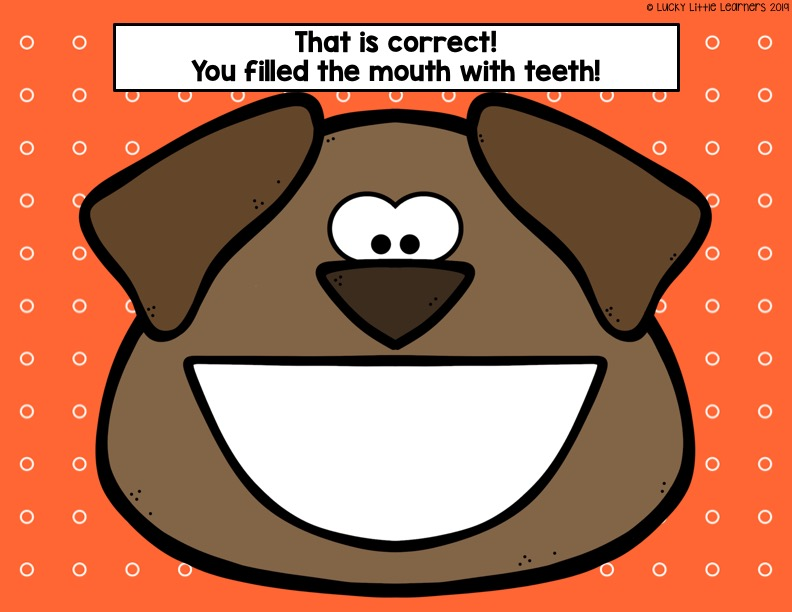 © Lucky Little Learners 2019
That is correct!
You filled the mouth with teeth!